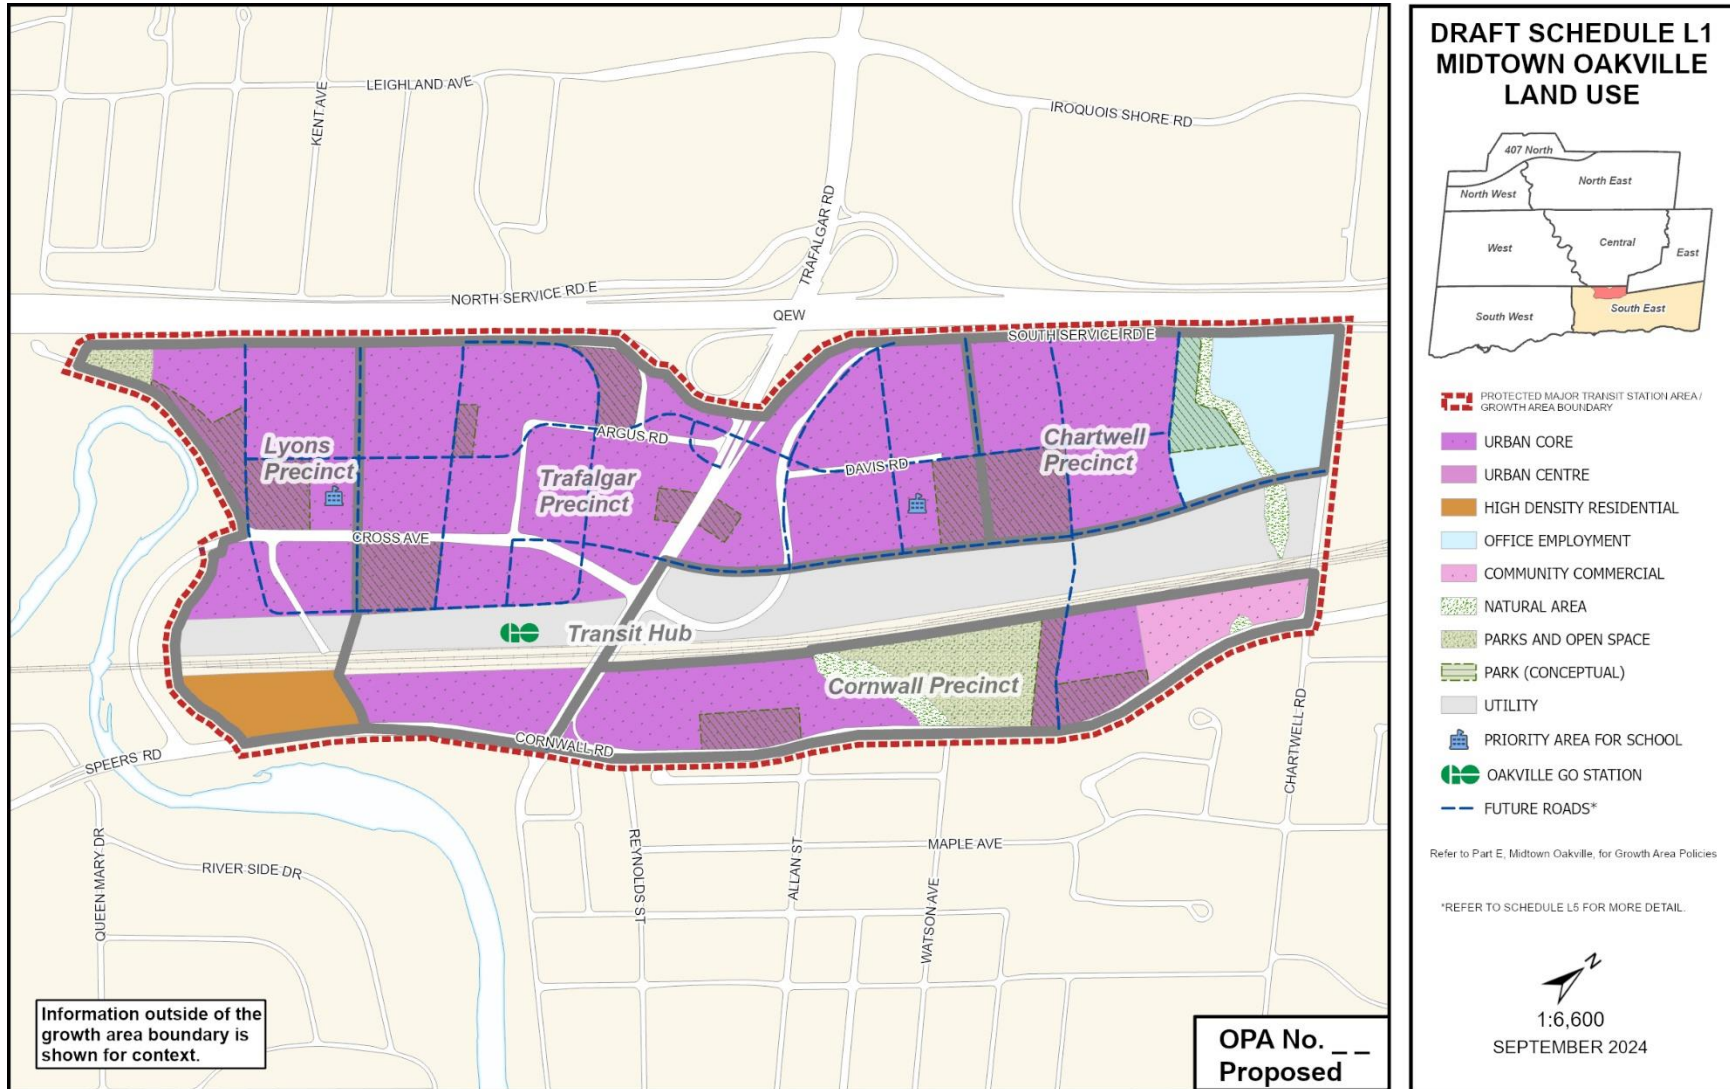 LEIGHLAND AVE
KENT AVE
IROQUOIS SHORE RD
TRAFALGAR RD
NORTH SERVICE RD E
QEW
SOUTH SERVICE RD E
Lyons
Precinct
ARGUS RD
Trafalgar
Precinct
DAVIS RD
Chartwell
Precinct
CROSS AVE
GO
Transit Hub
Cornwall Precinct
CORNWALL RD
SPEERS RD
CHARTWELL RD
QUEEN MARY DR
RIVER SIDE DR
REYNOLDS ST
ALLAN ST
MAPLE AVE
WATSON AVE
Information outside of the
growth area boundary is
shown for context.
OPA No. _ _
Proposed
DRAFT SCHEDULE L1
MIDTOWN OAKVILLE
LAND USE
407 North
North West
North East
West
Central
East
South West
South East
PROTECTED MAJOR TRANSIT STATION AREA /
GROWTH AREA BOUNDARY
URBAN CORE
URBAN CENTRE
HIGH DENSITY RESIDENTIAL
OFFICE EMPLOYMENT
COMMUNITY COMMERCIAL
NATURAL AREA
PARKS AND OPEN SPACE
PARK (CONCEPTUAL)
UTILITY
PRIORITY AREA FOR SCHOOL
GO OAKVILLE GO STATION
FUTURE ROADS*
Refer to Part E, Midtown Oakville, for Growth Area Policies
*REFER TO SCHEDULE L5 FOR MORE DETAIL.
N
1:6,600
SEPTEMBER 2024